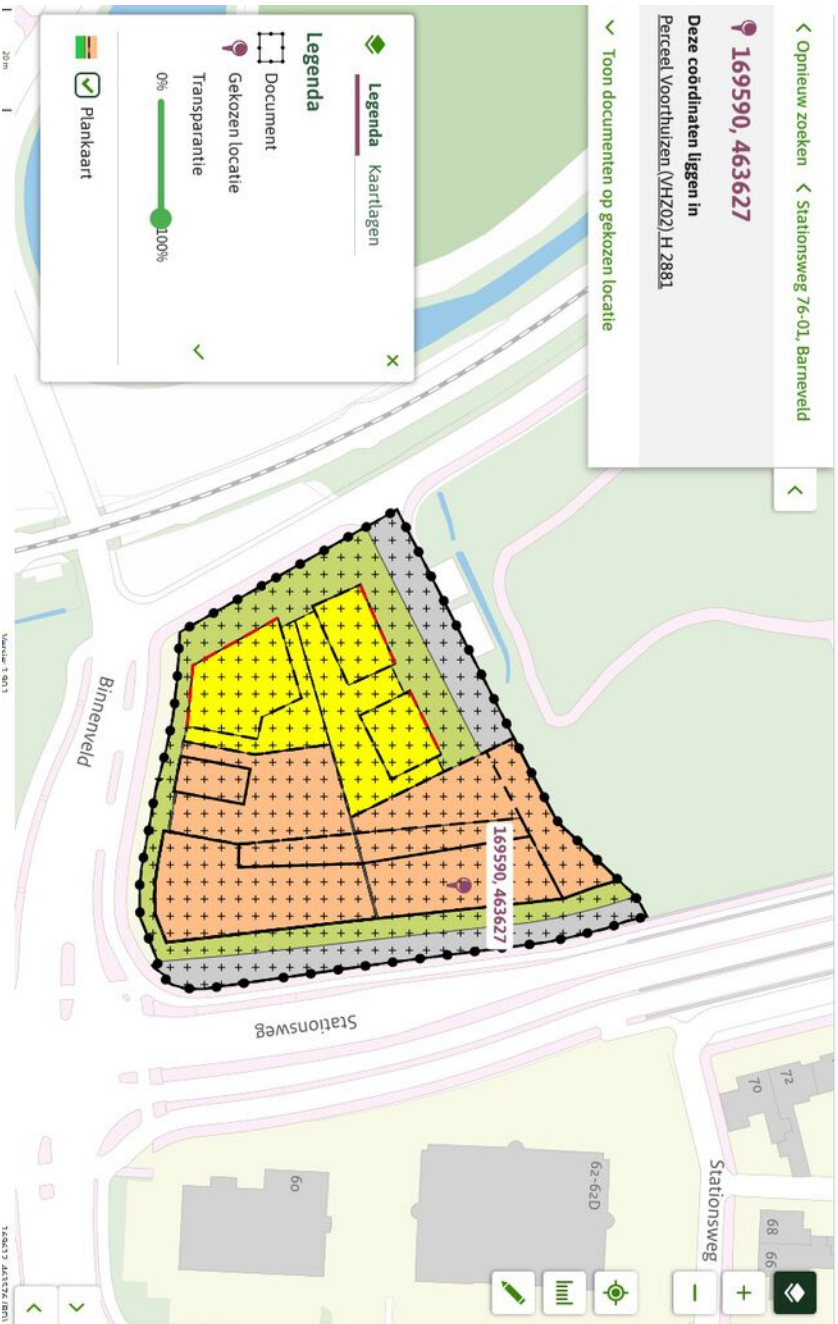 < Opnieuw zoeken < Stationsweg 76-01, Barneveld
169590, 463627
Deze coördinaten liggen in
Perceel Voorthuizen (VHZ02) H 2881
Toon documenten op gekozen locatie
Legenda Kaartlagen
Legenda
Document
Gekozen locatie
Transparantie
0% 100%
Plankaart
20 m
169590, 463627
Binnenveld
Stationsweg
Stationsweg
72
70
68
66
62-62D
60